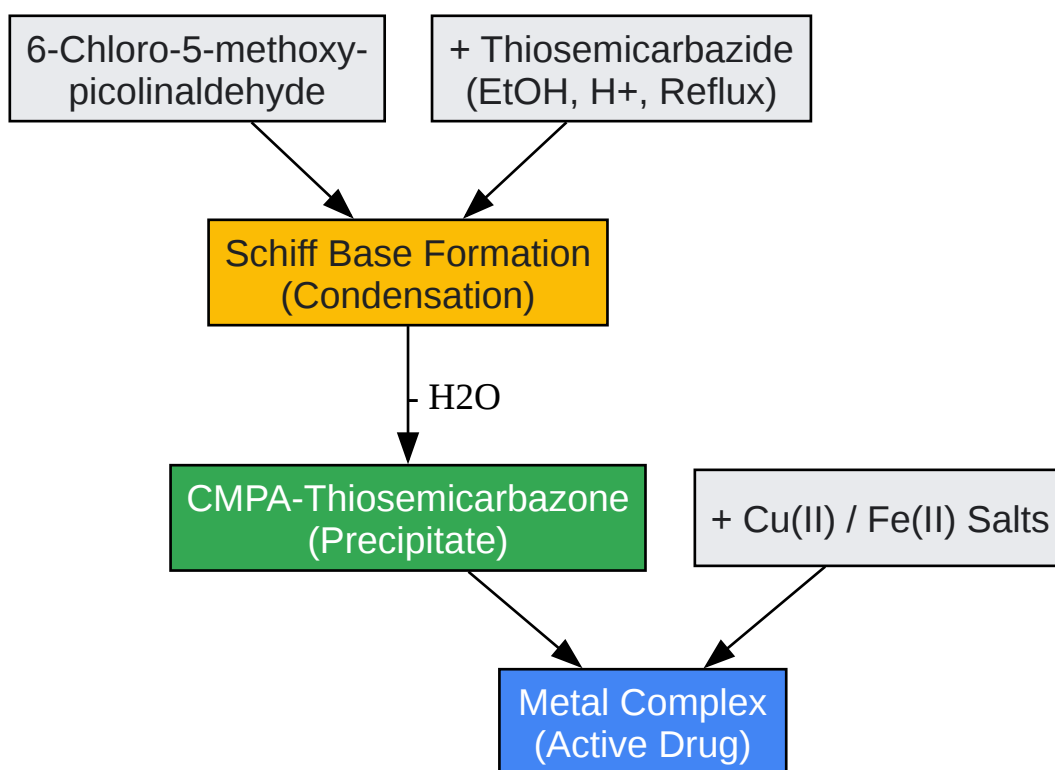 6-Chloro-5-methoxy-
picolinaldehyde
+ Thiosemicarbazide
(EtOH, H+, Reflux)
Schiff Base Formation
(Condensation)
- H2O
CMPA-Thiosemicarbazone
(Precipitate)
+ Cu(II) / Fe(II) Salts
Metal Complex
(Active Drug)